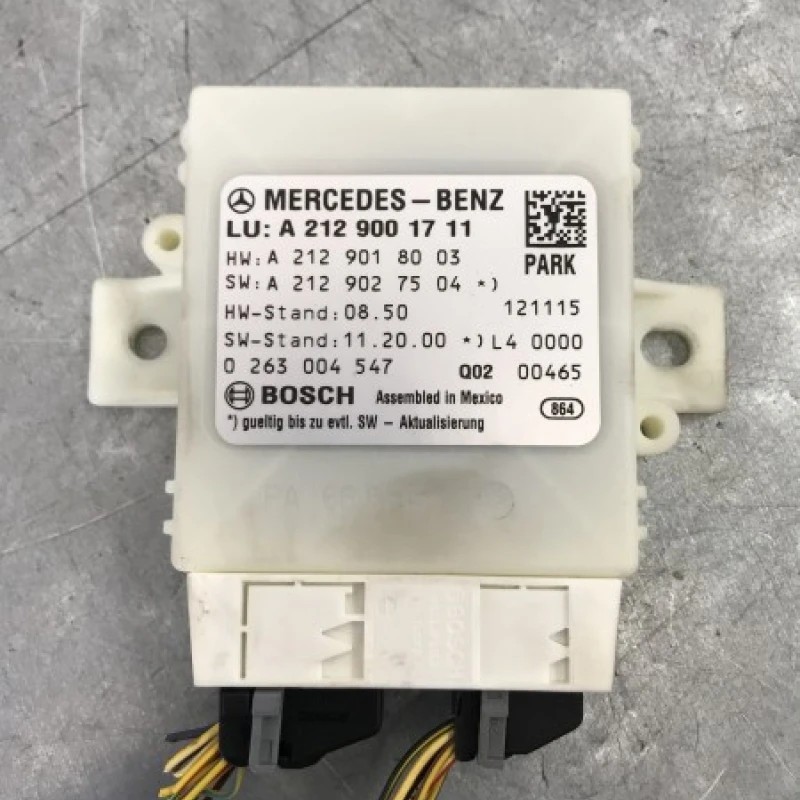 MERCEDES-BENZ
LU: A 212 900 17 11
HW: A 212 901 80 03
SW: A 212 902 75 04 *)
PARK
HW-Stand: 08.50 121115
SW-Stand: 11.20.00 *) L4 0000
0 263 004 547 Q02 00465
BOSCH Assembled in Mexico 864
*) gueltig bis zu evtl. SW - Aktualisierung